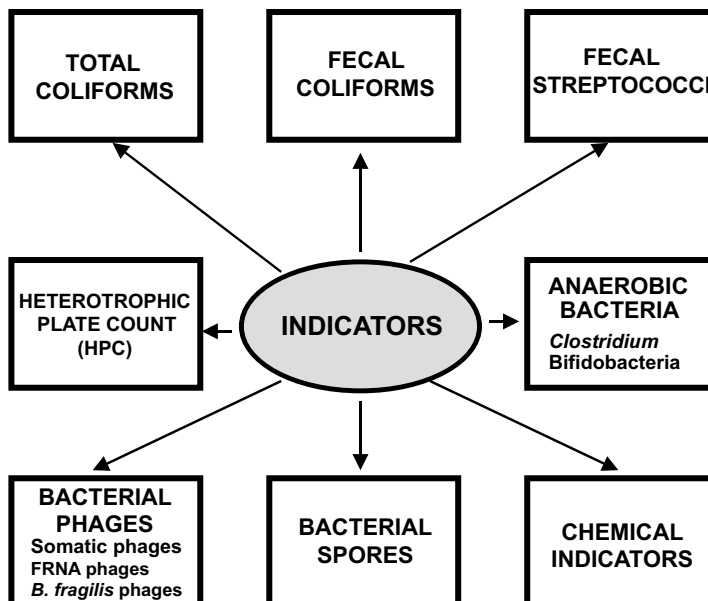 TOTAL
COLIFORMS
FECAL
COLIFORMS
FECAL
STREPTOCOCCI
HETEROTROPHIC
PLATE COUNT
(HPC)
INDICATORS
ANAEROBIC
BACTERIA
Clostridium
Bifidobacteria
BACTERIAL
PHAGES
Somatic phages
FRNA phages
B. fragilis phages
BACTERIAL
SPORES
CHEMICAL
INDICATORS